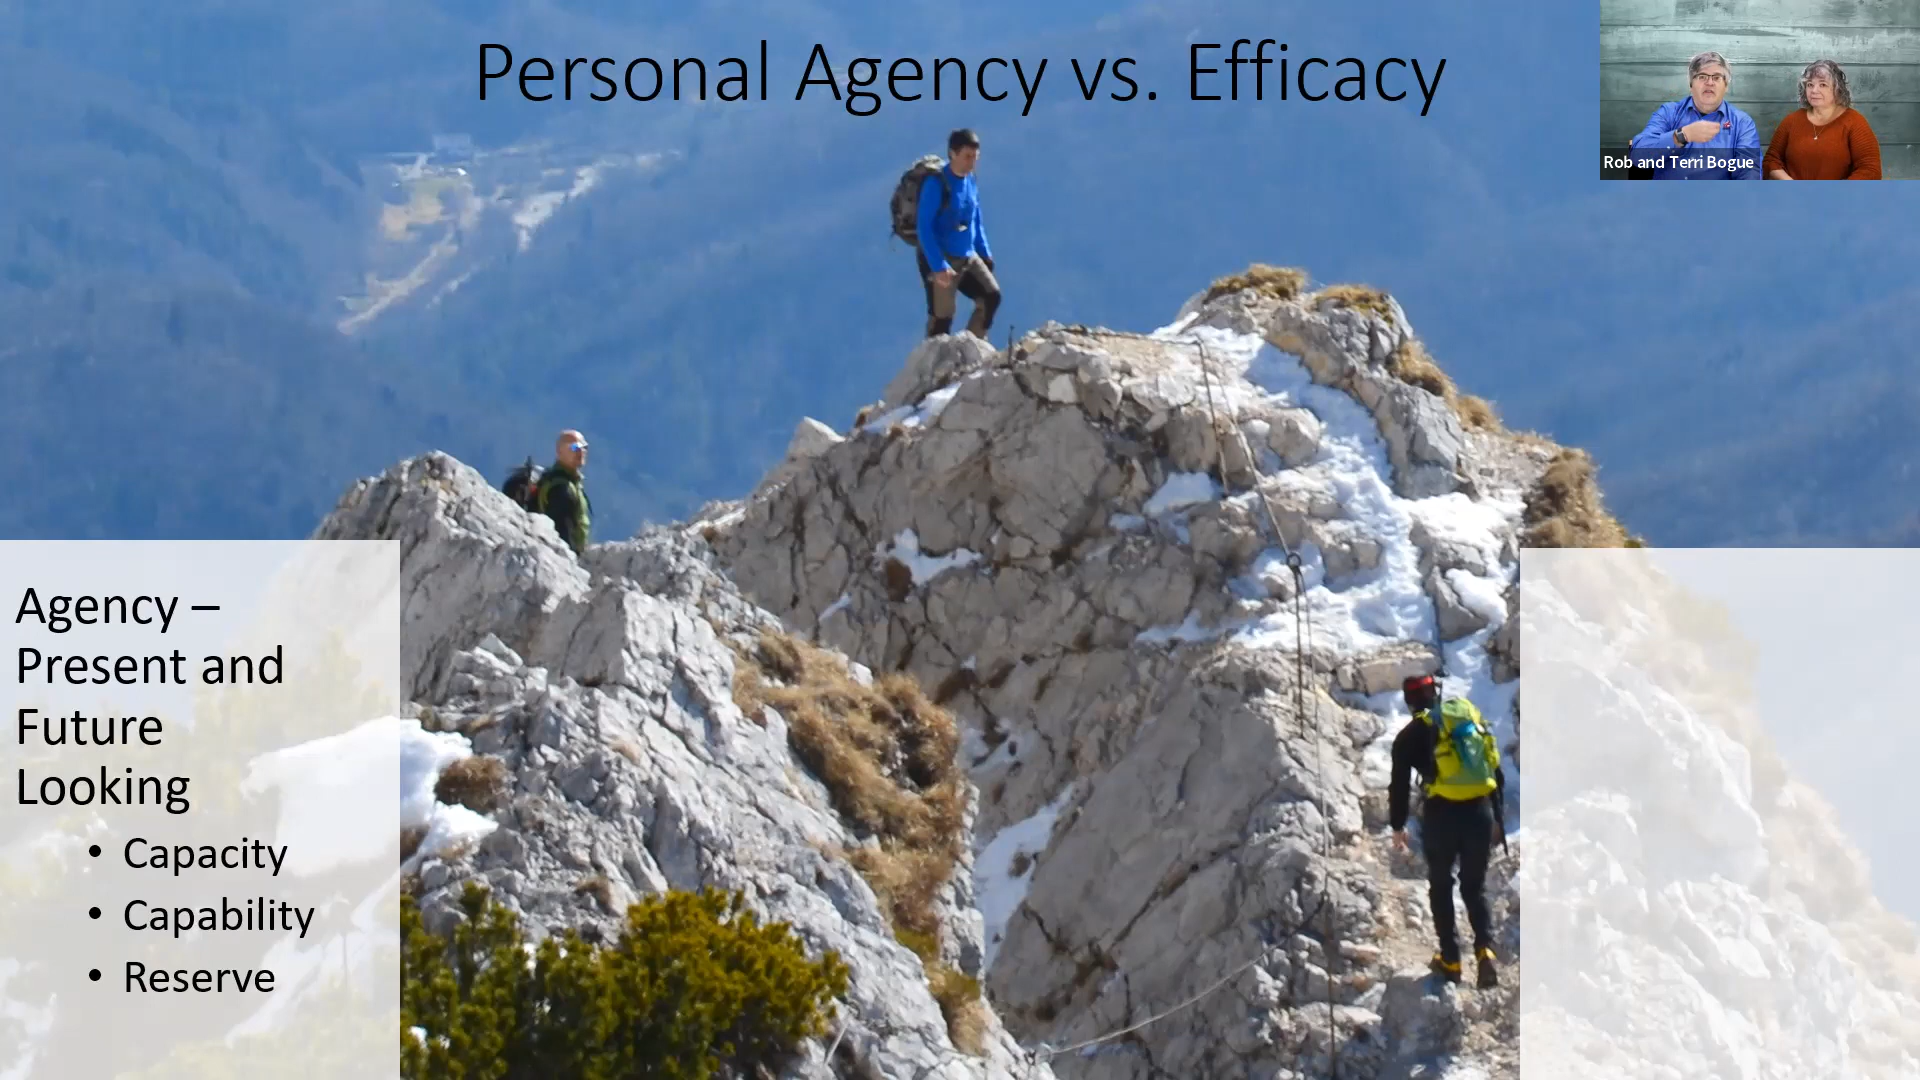 Personal Agency vs. Efficacy
Rob and Terri Bogue
Agency –
Present and
Future
Looking
• Capacity
• Capability
• Reserve